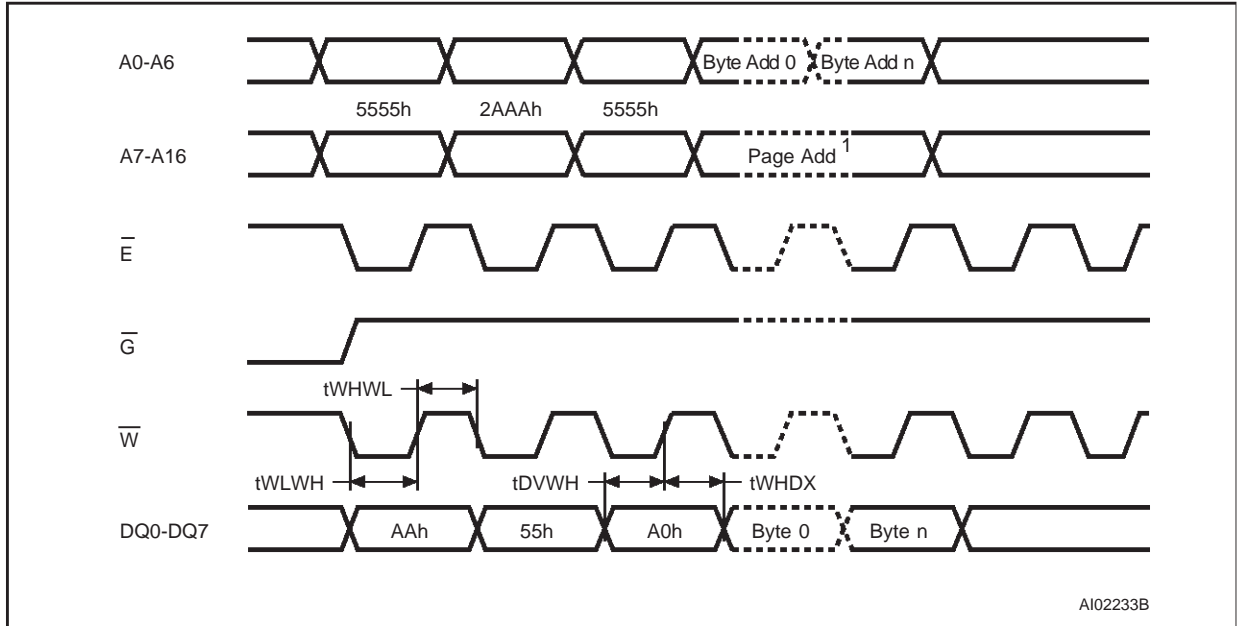 A0-A6
Byte Add 0
Byte Add n
5555h
2AAAh
5555h
A7-A16
Page Add 1
E
G
tWHWL
W
tWLWH
tDVWH
tWHDX
DQ0-DQ7
AAh
55h
A0h
Byte 0
Byte n
AI02233B